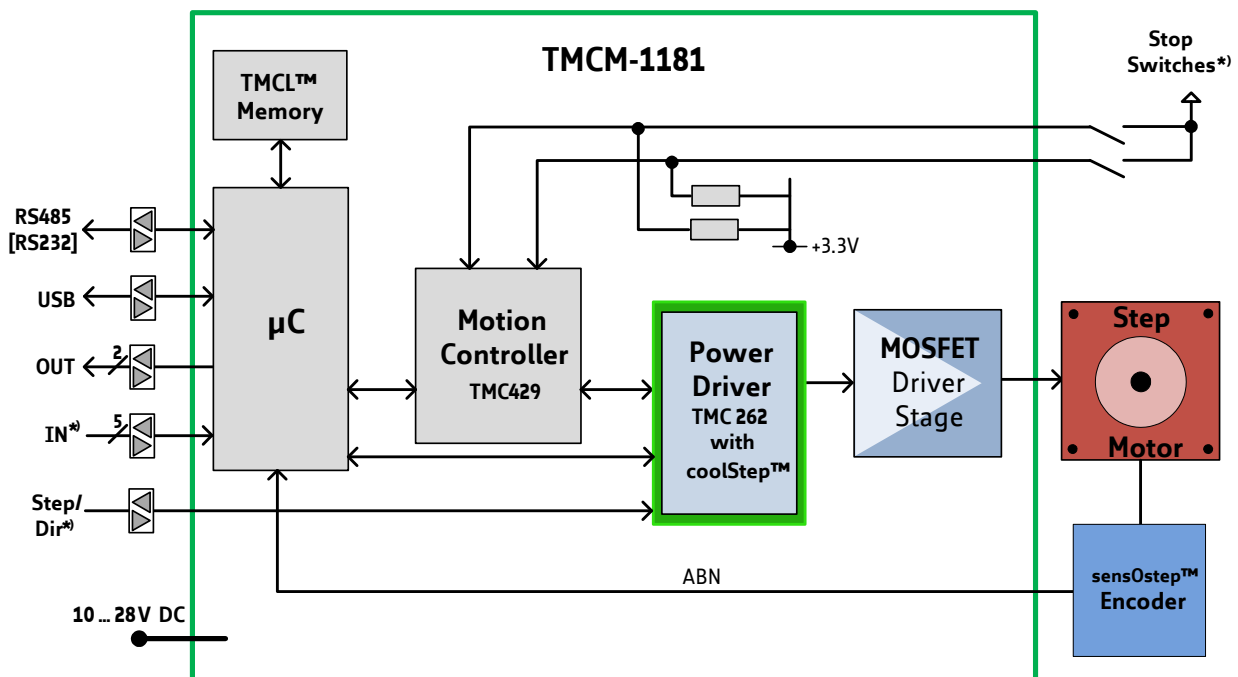 TMCM-1181
Stop
Switches*)
TMCL™
Memory
RS485
[RS232]
USB
OUT
2
IN*)
5
Step/
Dir*)
10 ... 28V DC
µC
Motion
Controller
TMC429
+3.3V
Power
Driver
TMC 262
with
coolStep™
MOSFET
Driver
Stage
Step
Motor
ABN
sensOstep™
Encoder